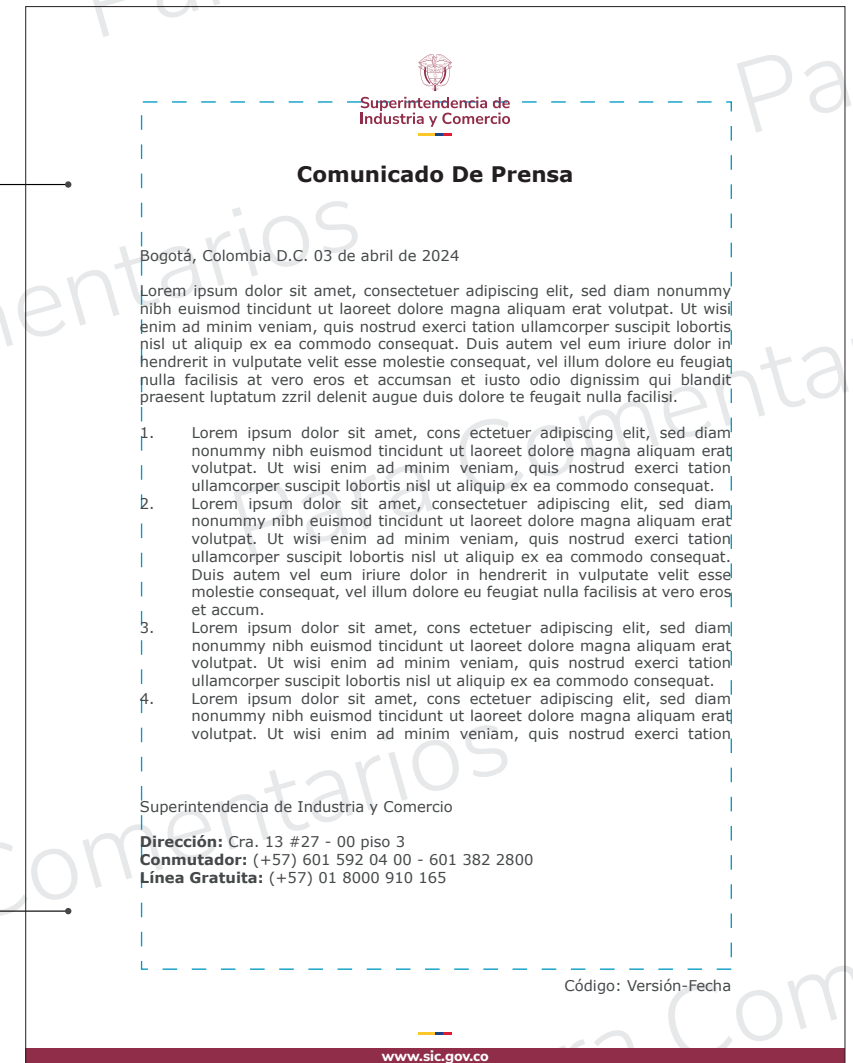 Superintendencia de
Industria y Comercio
Comunicado De Prensa
Bogotá, Colombia D.C. 03 de abril de 2024
Lorem ipsum dolor sit amet, consectetuer adipiscing elit, sed diam nonummy
nibh euismod tincidunt ut laoreet dolore magna aliquam erat volutpat. Ut wisi
enim ad minim veniam, quis nostrud exerci tation ullamcorper suscipit lobortis
nisl ut aliquip ex ea commodo consequat. Duis autem vel eum iriure dolor in
hendrerit in vulputate velit esse molestie consequat, vel illum dolore eu feugiat
nulla facilisis at vero eros et accumsan et iusto odio dignissim qui blandit
praesent luptatum zzril delenit augue duis dolore te feugait nulla facilisi.
1. Lorem ipsum dolor sit amet, cons ectetuer adipiscing elit, sed diam
nonummy nibh euismod tincidunt ut laoreet dolore magna aliquam erat
volutpat. Ut wisi enim ad minim veniam, quis nostrud exerci tation
ullamcorper suscipit lobortis nisl ut aliquip ex ea commodo consequat.
2. Lorem ipsum dolor sit amet, consectetuer adipiscing elit, sed diam
nonummy nibh euismod tincidunt ut laoreet dolore magna aliquam erat
volutpat. Ut wisi enim ad minim veniam, quis nostrud exerci tation
ullamcorper suscipit lobortis nisl ut aliquip ex ea commodo consequat.
Duis autem vel eum iriure dolor in hendrerit in vulputate velit esse
molestie consequat, vel illum dolore eu feugiat nulla facilisis at vero eros
et accum.
3. Lorem ipsum dolor sit amet, cons ectetuer adipiscing elit, sed diam
nonummy nibh euismod tincidunt ut laoreet dolore magna aliquam erat
volutpat. Ut wisi enim ad minim veniam, quis nostrud exerci tation
ullamcorper suscipit lobortis nisl ut aliquip ex ea commodo consequat.
4. Lorem ipsum dolor sit amet, cons ectetuer adipiscing elit, sed diam
nonummy nibh euismod tincidunt ut laoreet dolore magna aliquam erat
volutpat. Ut wisi enim ad minim veniam, quis nostrud exerci tation
Superintendencia de Industria y Comercio
Dirección: Cra. 13 #27 - 00 piso 3
Conmutador: (+57) 601 592 04 00 - 601 382 2800
Línea Gratuita: (+57) 01 8000 910 165
Código: Versión-Fecha
www.sic.gov.co
Para Comentarios